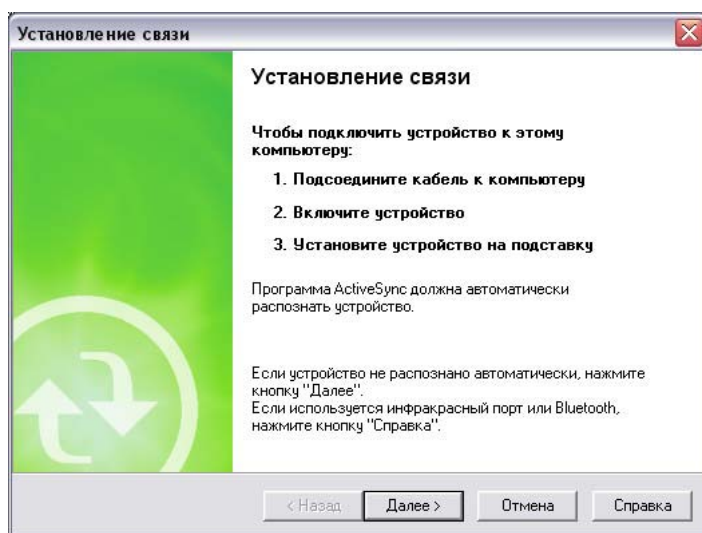 Установление связи
Установление связи
Чтобы подключить устройство к этому
компьютеру:
1. Подсоедините кабель к компьютеру
2. Включите устройство
3. Установите устройство на подставку
Программа ActiveSync должна автоматически
распознать устройство.
Если устройство не распознано автоматически, нажмите
кнопку "Далее".
Если используется инфракрасный порт или Bluetooth,
нажмите кнопку "Справка".
< Назад Далее > Отмена Справка